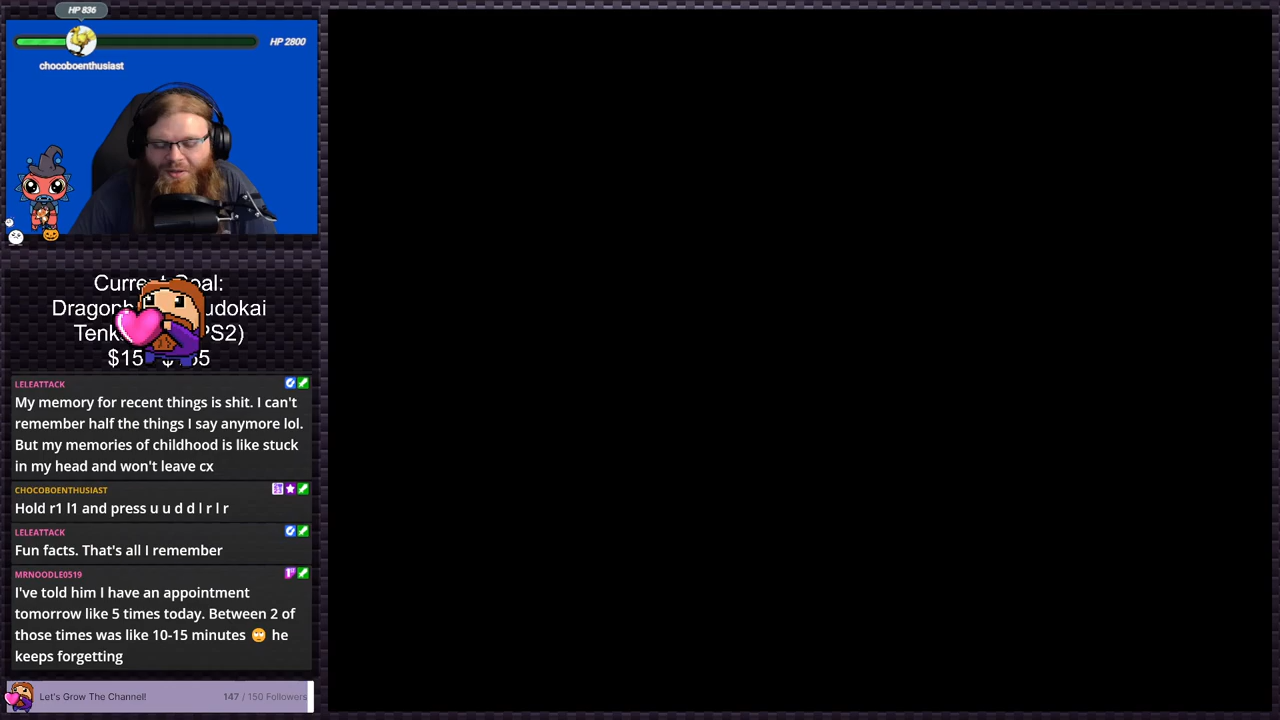 HP 836
HP 2800
chocoboenthusiast
Current Goal:
Tenk
$15
LELEATTACK
My memory for recent things is shit. I can't
remember half the things I say anymore lol.
But my memories of childhood is like stuck
in my head and won't leave cx
CHOCOBOENTHUSIAST
Hold r1 l1 and press u u d d l r l r
LELEATTACK
Fun facts. That's all I remember
MRNOODLE0519
I've told him I have an appointment
tomorrow like 5 times today. Between 2 of
those times was like 10-15 minutes 🙄 he
keeps forgetting
Let's Grow The Channel!
147 / 150 Followers